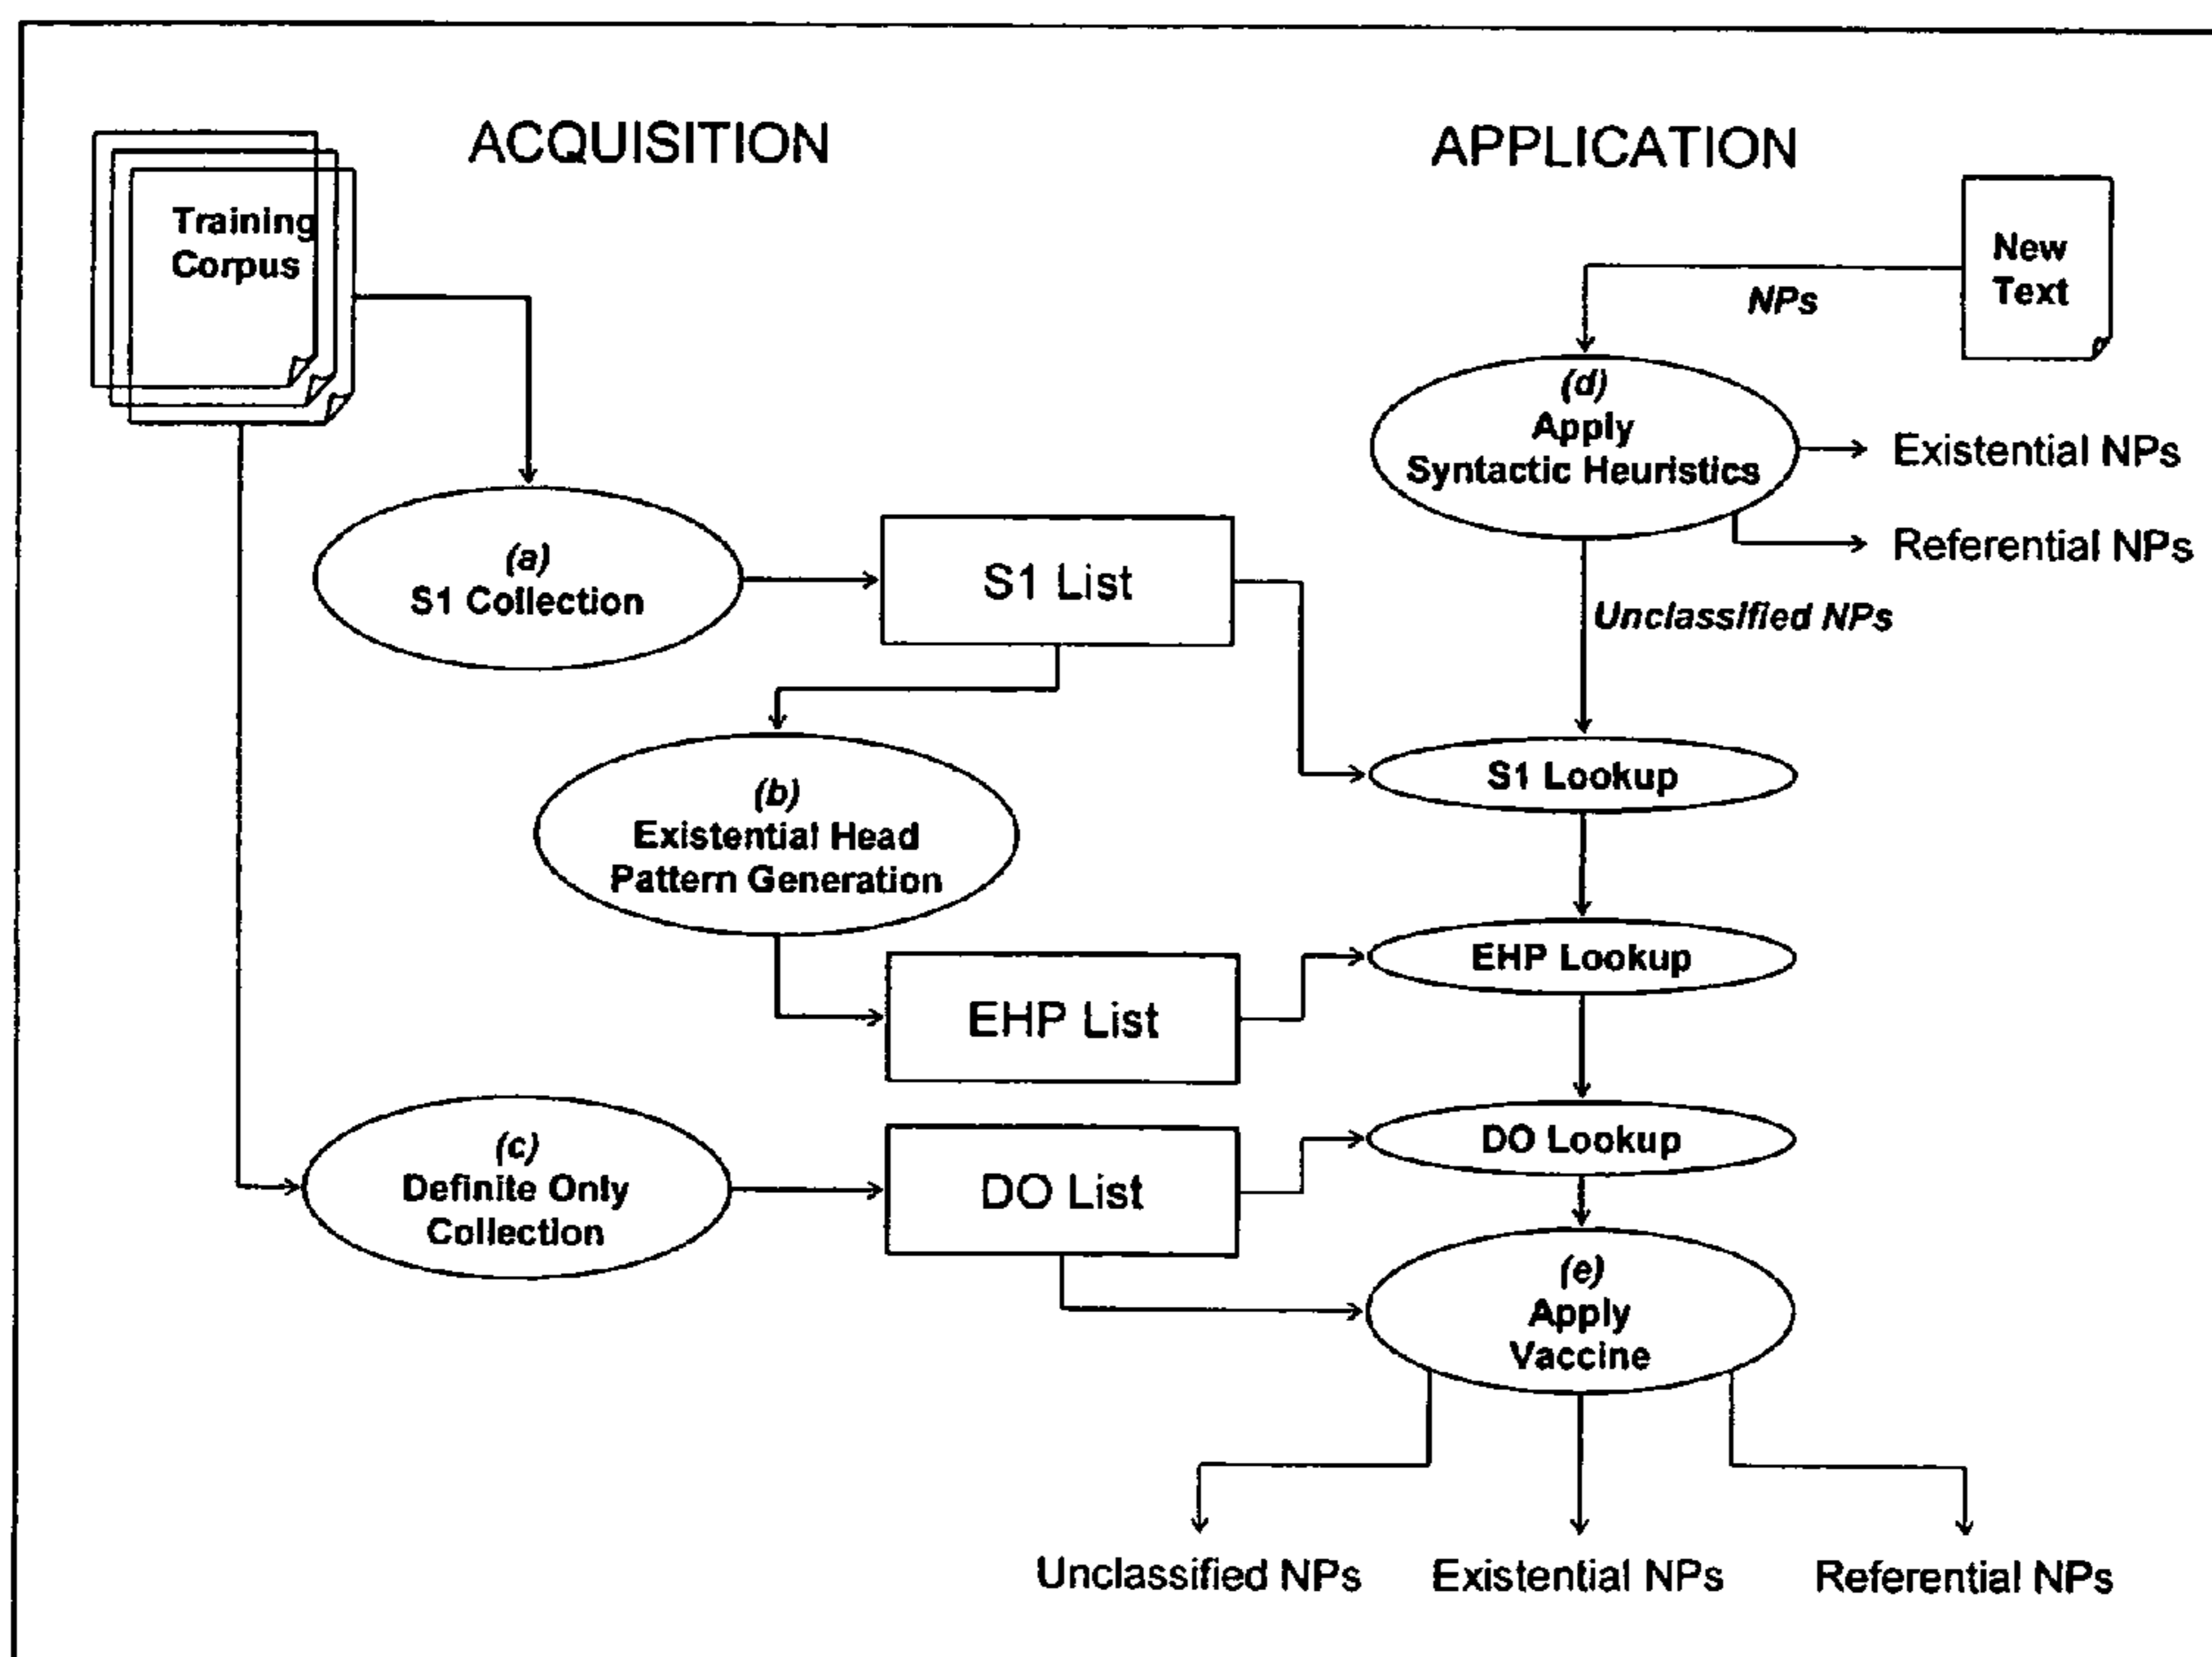 ACQUISITION
APPLICATION
Training
Corpus
New
Text
NPs
(d)
Apply
Syntactic Heuristics
Existential NPs
Referential NPs
(a)
S1 Collection
S1 List
Unclassified NPs
S1 Lookup
(b)
Existential Head
Pattern Generation
EHP Lookup
EHP List
(c)
Definite Only
Collection
DO List
DO Lookup
(e)
Apply
Vaccine
Unclassified NPs
Existential NPs
Referential NPs